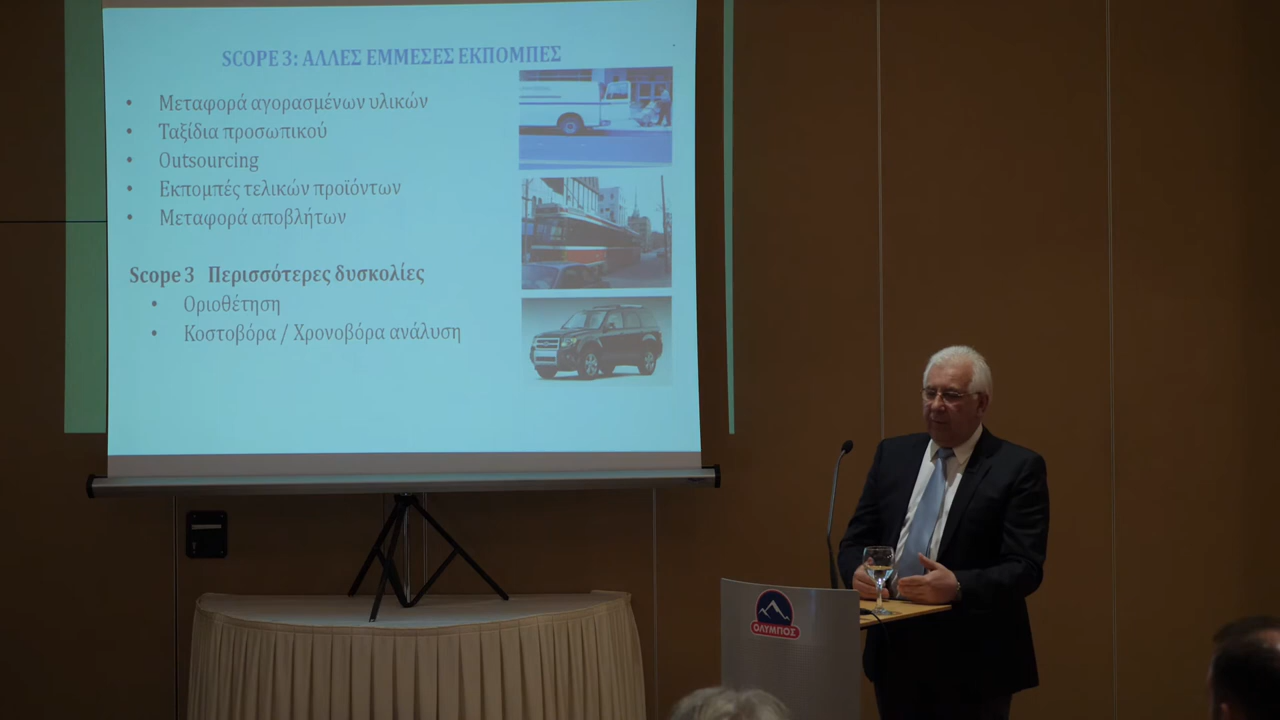 SCOPE 3: ΑΛΛΕΣ ΕΜΜΕΣΕΣ ΕΚΠΟΜΠΕΣ
• Μεταφορά αγορασμένων υλικών
• Ταξίδια προσωπικού
• Outsourcing
• Εκπομπές τελικών προϊόντων
• Μεταφορά αποβλήτων
Scope 3 Περισσότερες δυσκολίες
• Οριοθέτηση
• Κοστοβόρα / Χρονοβόρα ανάλυση
ΟΛΥΜΠΟΣ